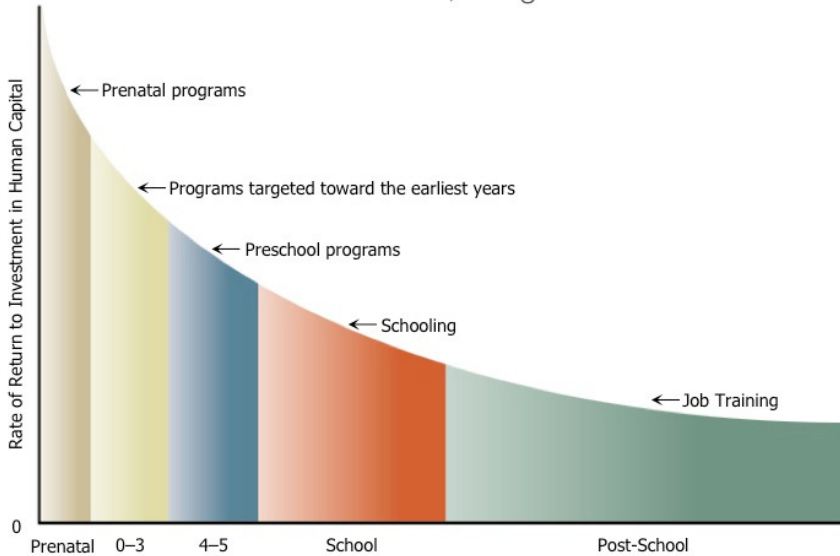 Prenatal programs
Programs targeted toward the earliest years
Preschool programs
Schooling
Job Training
Rate of Return to Investment in Human Capital
0
Prenatal
0–3
4–5
School
Post-School